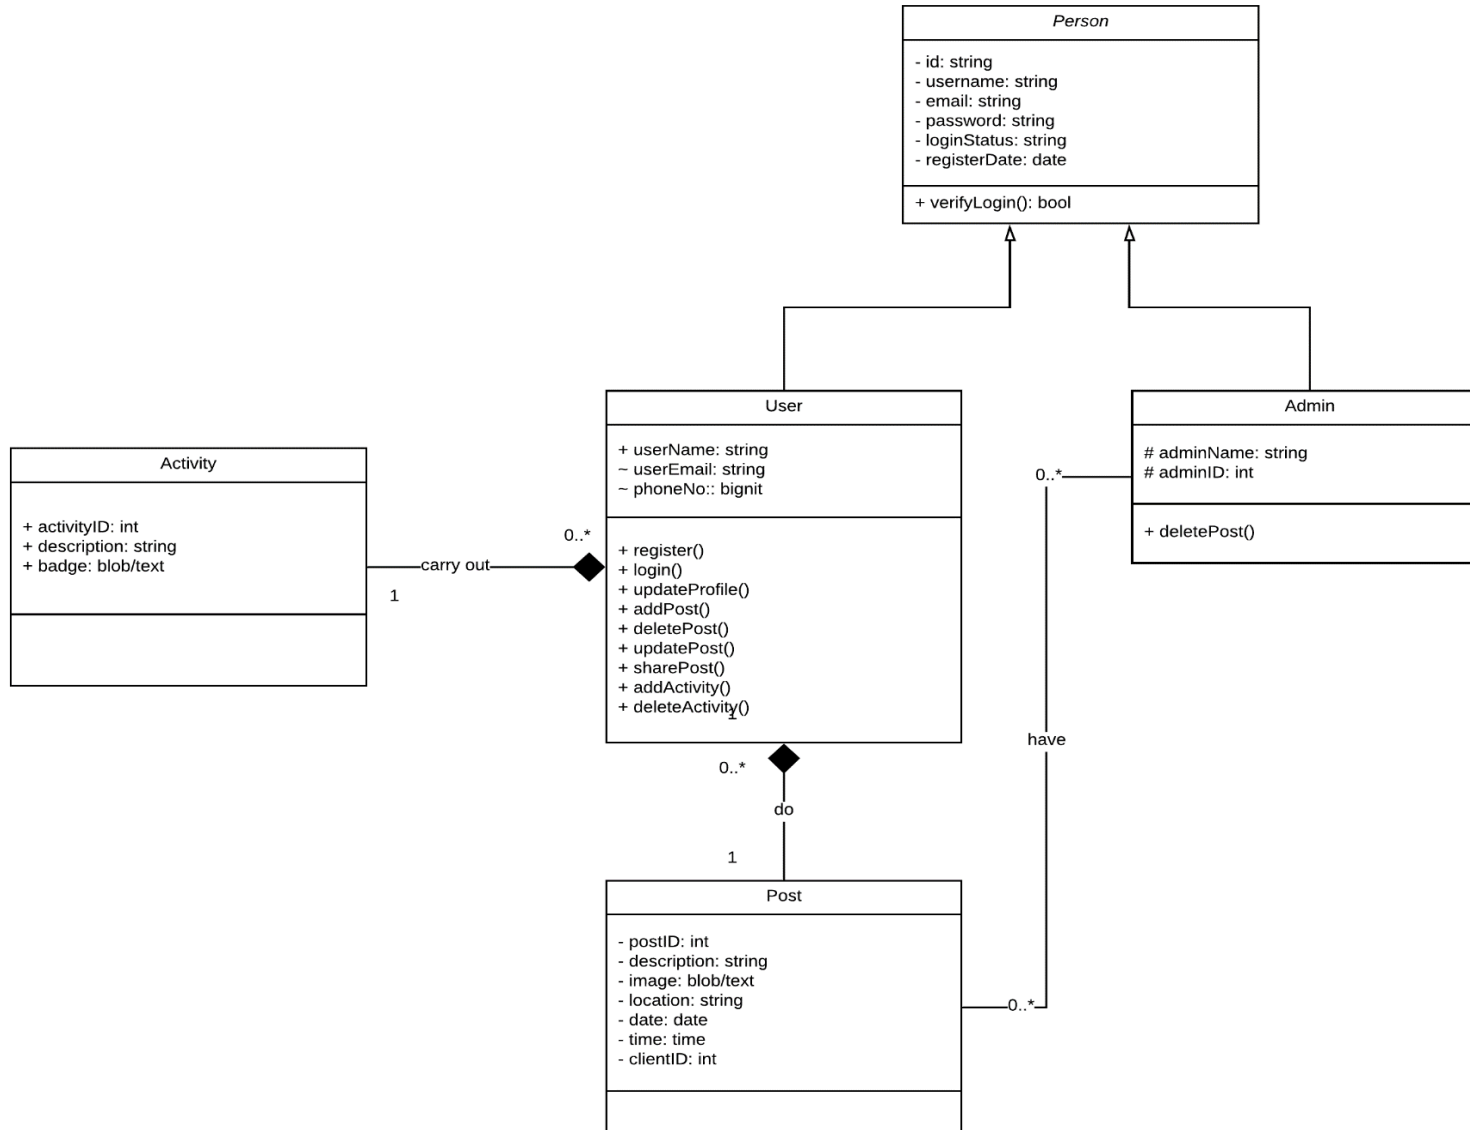 Person
- id: string
- username: string
- email: string
- password: string
- loginStatus: string
- registerDate: date
+ verifyLogin(): bool
User
+ userName: string
~ userEmail: string
~ phoneNo:: bignit
+ register()
+ login()
+ updateProfile()
+ addPost()
+ deletePost()
+ updatePost()
+ sharePost()
+ addActivity()
+ deleteActivity()
1
Admin
# adminName: string
# adminID: int
+ deletePost()
Activity
+ activityID: int
+ description: string
+ badge: blob/text
0..*
carry out
1
0..*
have
0..*
0..*
do
1
Post
- postID: int
- description: string
- image: blob/text
- location: string
- date: date
- time: time
- clientID: int